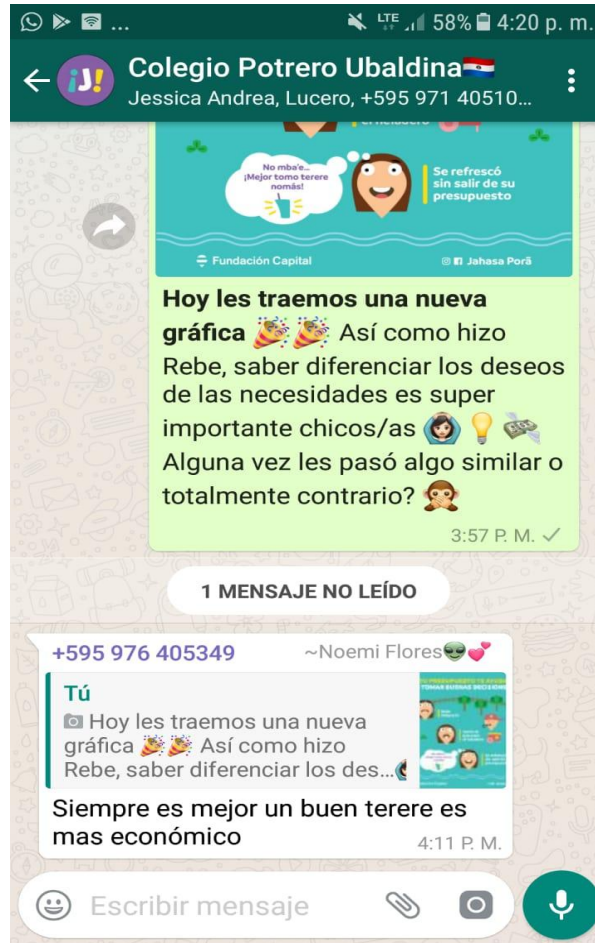 LTE 58% 4:20 p. m.
Colegio Potrero Ubaldina🇵🇾
Jessica Andrea, Lucero, +595 971 40510...
No mba'e...
¡Mejor tomo terere
nomás!
Se refrescó
sin salir de su
presupuesto
Fundación Capital
Jahasa Porã
Hoy les traemos una nueva
gráfica 🎉 🎉 Así como hizo
Rebe, saber diferenciar los deseos
de las necesidades es super
importante chicos/as 🙆 💡 💸
Alguna vez les pasó algo similar o
totalmente contrario? 🙊
3:57 P. M.
1 MENSAJE NO LEÍDO
+595 976 405349 ~Noemi Flores👽💕
Tú
Hoy les traemos una nueva
gráfica 🎉 🎉 Así como hizo
Rebe, saber diferenciar los des...
Siempre es mejor un buen terere es
mas económico
4:11 P. M.
Escribir mensaje